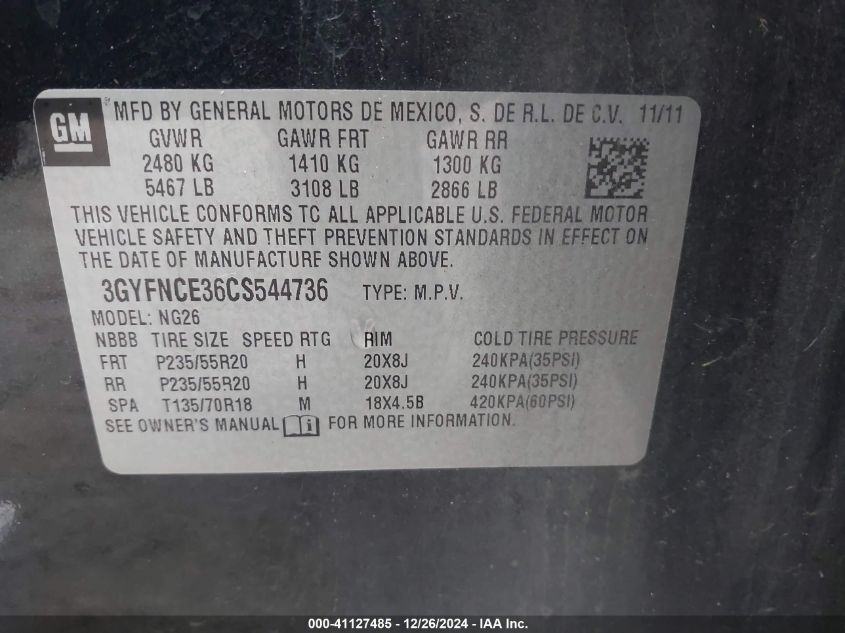 GM
MFD BY GENERAL MOTORS DE MEXICO, S. DE R.L. DE C.V. 11/11
GVWR GAWR FRT GAWR RR
2480 KG 1410 KG 1300 KG
5467 LB 3108 LB 2866 LB
THIS VEHICLE CONFORMS TO ALL APPLICABLE U.S. FEDERAL MOTOR
VEHICLE SAFETY AND THEFT PREVENTION STANDARDS IN EFFECT ON
THE DATE OF MANUFACTURE SHOWN ABOVE.
3GYFNCE36CS544736 TYPE: M.P.V.
MODEL: NG26
NBBB TIRE SIZE SPEED RTG RIM COLD TIRE PRESSURE
FRT P235/55R20 H 20X8J 240KPA(35PSI)
RR P235/55R20 H 20X8J 240KPA(35PSI)
SPA T135/70R18 M 18X4.5B 420KPA(60PSI)
SEE OWNER'S MANUAL i FOR MORE INFORMATION.
000-41127485 - 12/26/2024 - IAA Inc.